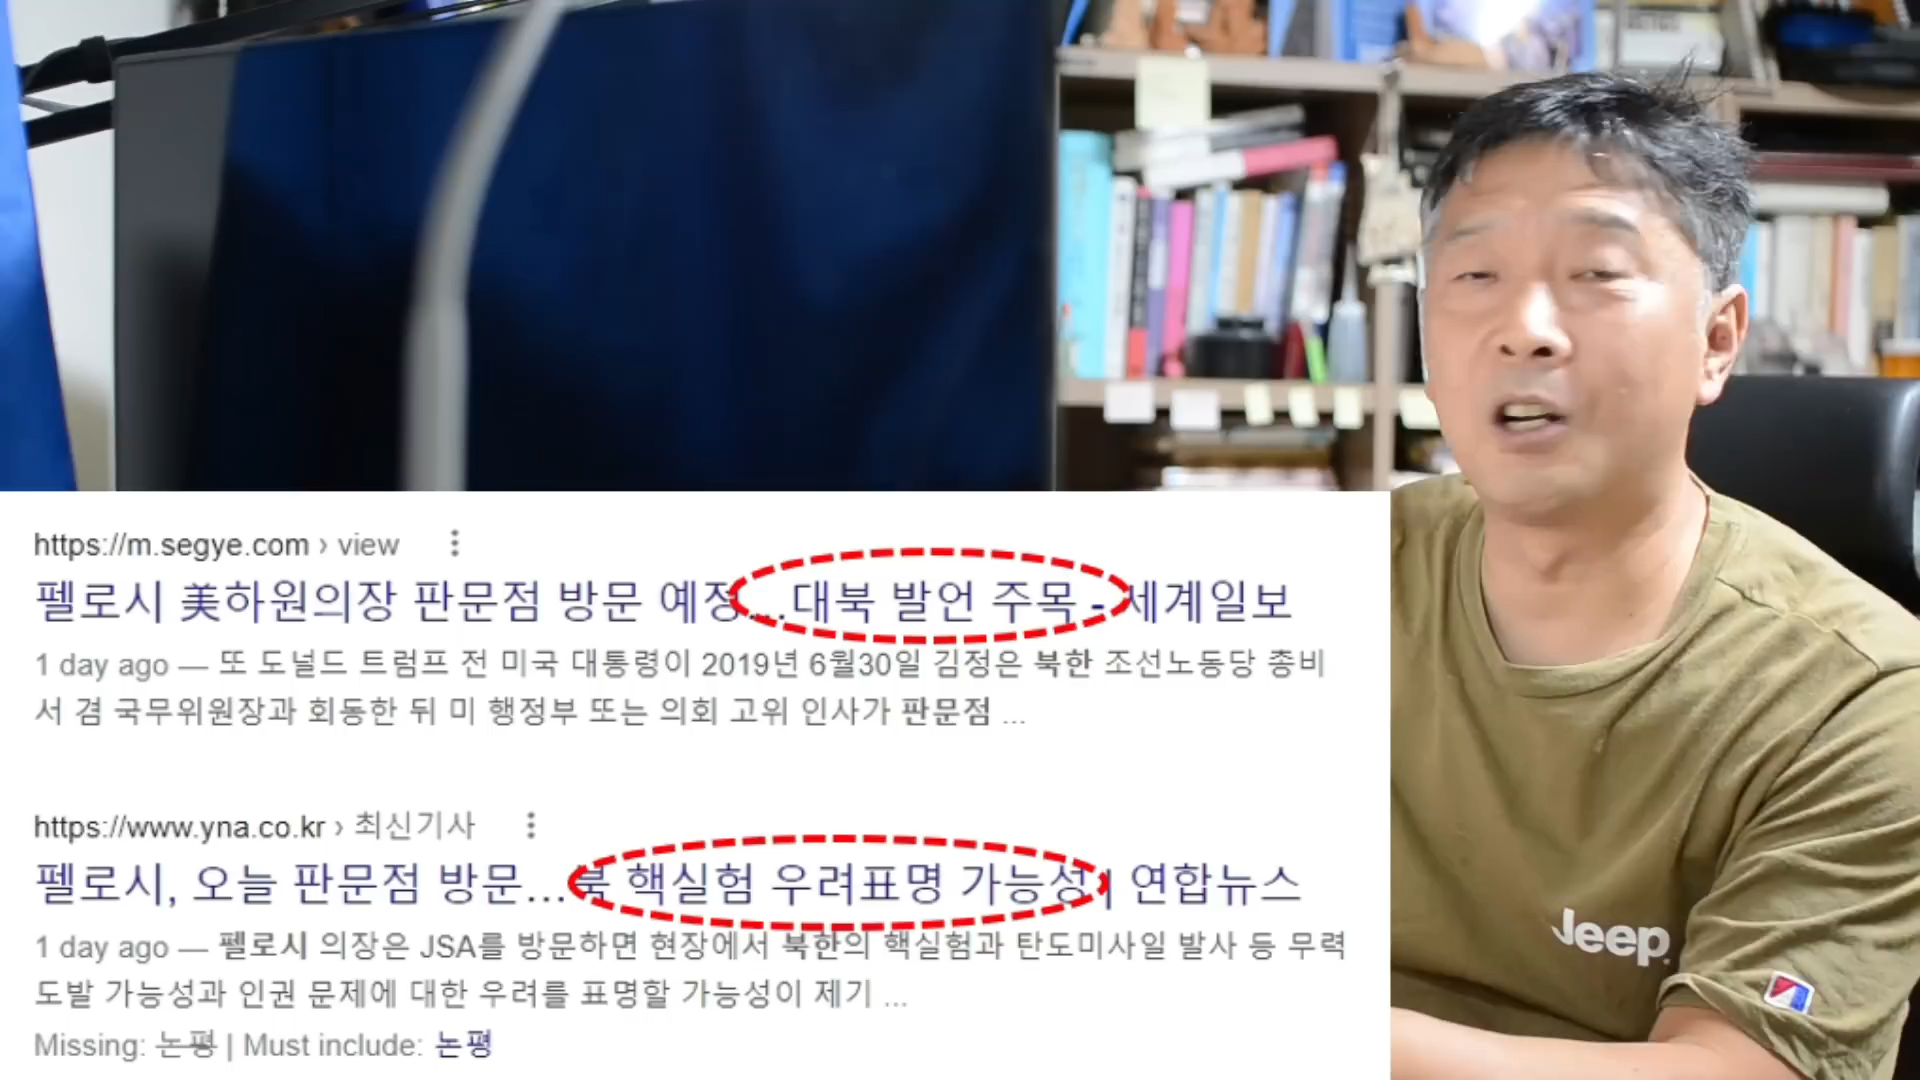 https://m.segye.com › view
펠로시 美하원의장 판문점 방문 예정... 대북 발언 주목 - 세계일보
1 day ago — 또 도널드 트럼프 전 미국 대통령이 2019년 6월30일 김정은 북한 조선노동당 총비
서 겸 국무위원장과 회동한 뒤 미 행정부 또는 의회 고위 인사가 판문점 ...
https://www.yna.co.kr › 최신기사
펠로시, 오늘 판문점 방문...북 핵실험 우려표명 가능성 | 연합뉴스
1 day ago — 펠로시 의장은 JSA를 방문하면 현장에서 북한의 핵실험과 탄도미사일 발사 등 무력
도발 가능성과 인권 문제에 대한 우려를 표명할 가능성이 제기 ...
Missing: 논평 | Must include: 논평
Jeep